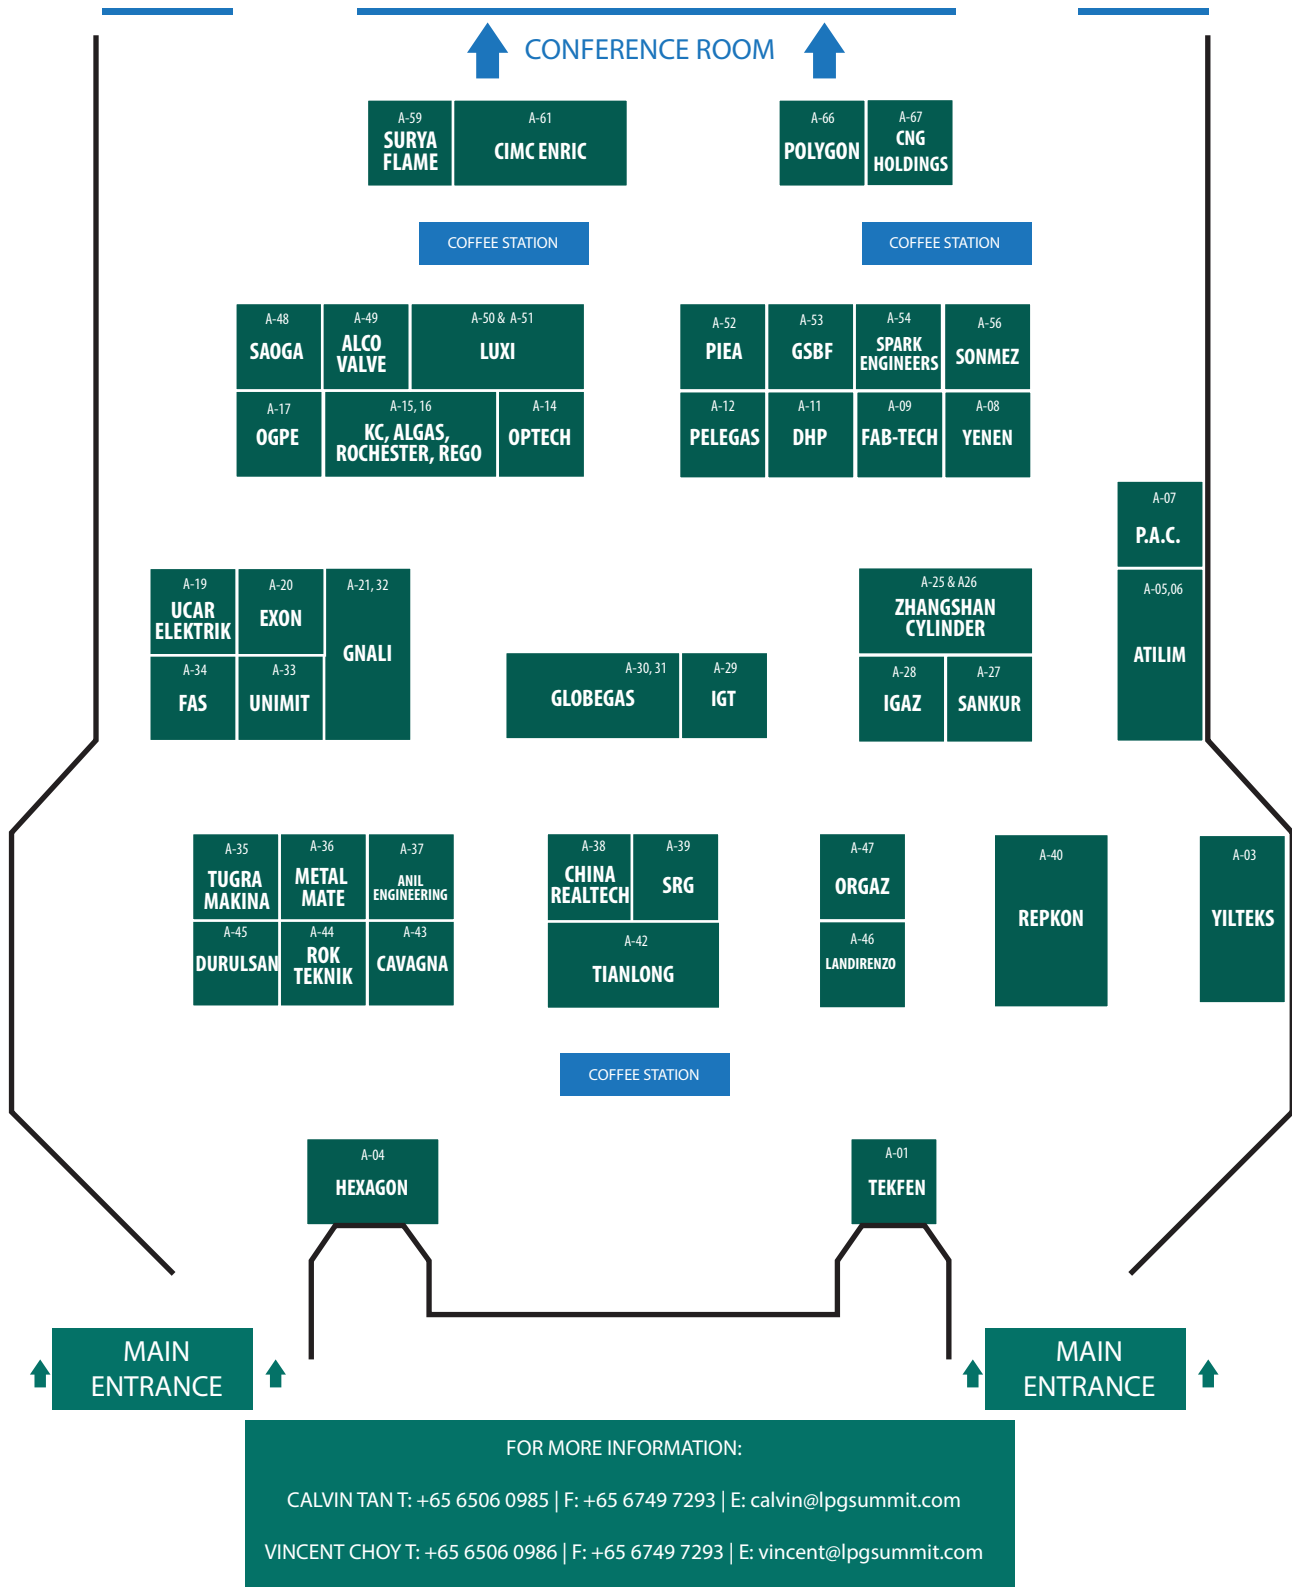 CONFERENCE ROOM
A-59
SURYA
FLAME
A-61
CIMC ENRIC
A-66
POLYGON
A-67
CNG
HOLDINGS
COFFEE STATION
COFFEE STATION
A-48
SAOGA
A-49
ALCO
VALVE
A-50 & A-51
LUXI
A-52
PIEA
A-53
GSBF
A-54
SPARK
ENGINEERS
A-56
SONMEZ
A-17
OGPE
A-15, 16
KC, ALGAS,
ROCHESTER, REGO
A-14
OPTECH
A-12
PELEGAS
A-11
DHP
A-09
FAB-TECH
A-08
YENEN
A-07
P.A.C.
A-19
UCAR
ELEKTRIK
A-20
EXON
A-21, 32
GNALI
A-25 & A26
ZHANGSHAN
CYLINDER
A-05,06
ATILIM
A-34
FAS
A-33
UNIMIT
A-30, 31
GLOBEGAS
A-29
IGT
A-28
IGAZ
A-27
SANKUR
A-35
TUGRA
MAKINA
A-36
METAL
MATE
A-37
ANIL
ENGINEERING
A-38
CHINA
REALTECH
A-39
SRG
A-47
ORGAZ
A-40
REPKON
A-03
YILTEKS
A-45
DURULSAN
A-44
ROK
TEKNIK
A-43
CAVAGNA
A-42
TIANLONG
A-46
LANDIRENZO
COFFEE STATION
A-04
HEXAGON
A-01
TEKFEN
MAIN
ENTRANCE
MAIN
ENTRANCE
FOR MORE INFORMATION:
CALVIN TAN T: +65 6506 0985 | F: +65 6749 7293 | E: calvin@lpgsummit.com
VINCENT CHOY T: +65 6506 0986 | F: +65 6749 7293 | E: vincent@lpgsummit.com